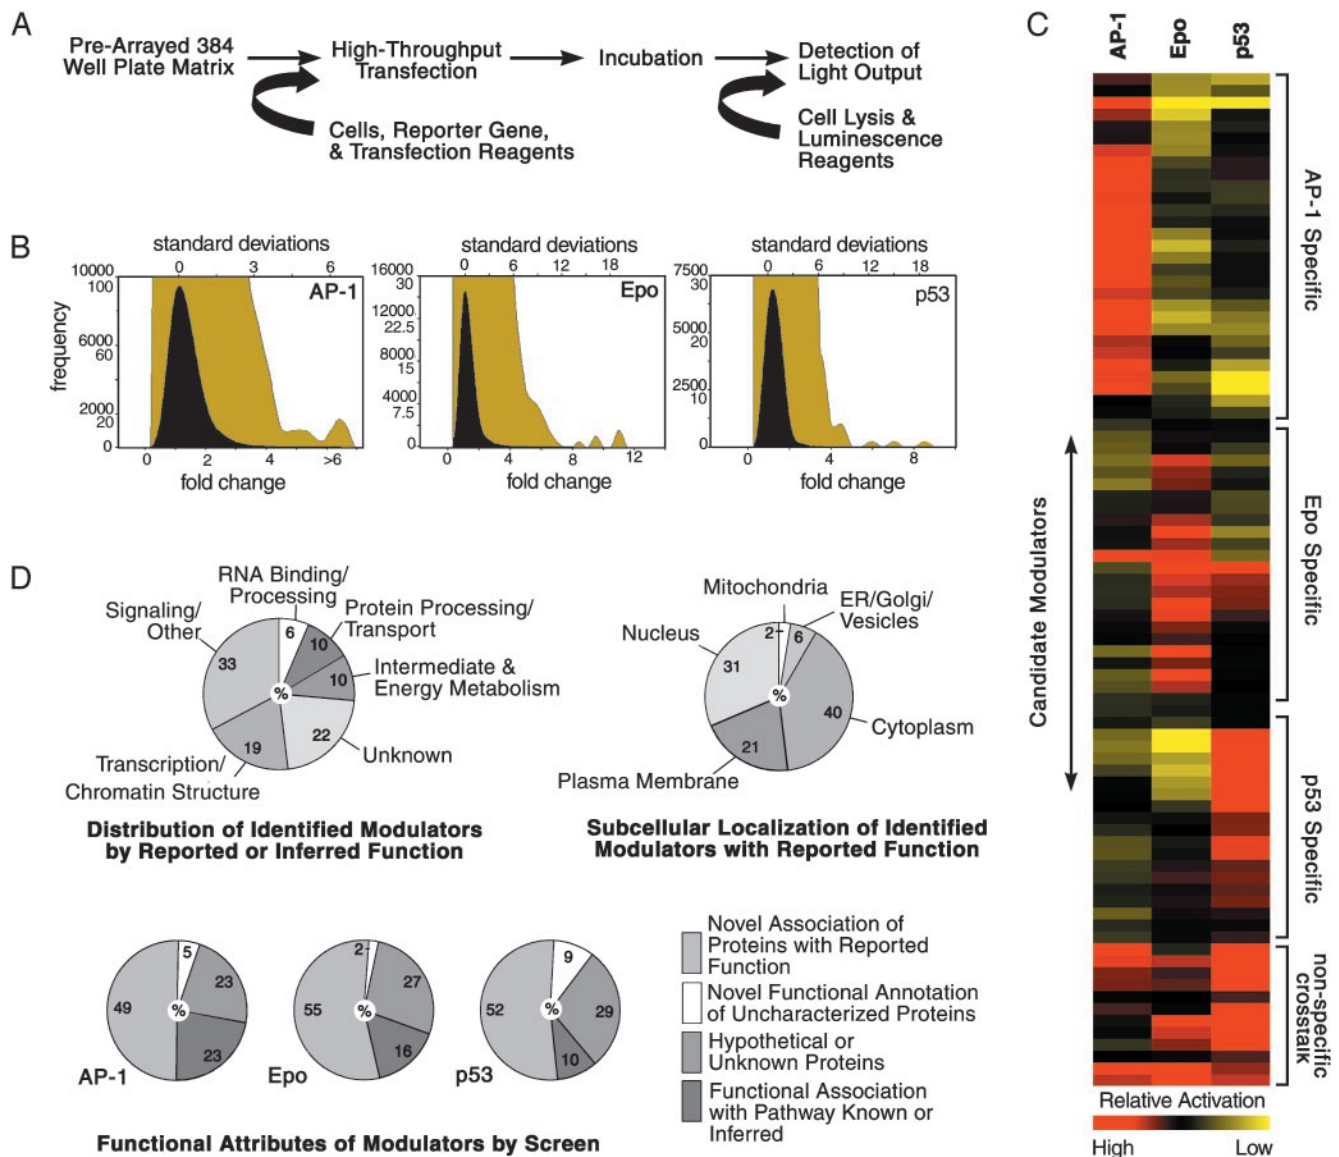 A
Pre-Arrayed 384
Well Plate Matrix
High-Throughput
Transfection
Incubation
Detection of
Light Output
Cells, Reporter Gene,
& Transfection Reagents
Cell Lysis &
Luminescence
Reagents
B
standard deviations
0 3 6
10000
100
6000
60
2000
20
0
frequency
AP-1
0 2 4 >6
fold change
standard deviations
0 6 12 18
16000
30
22.5
12000
15
4000
7.5
0
Epo
0 4 8 12
fold change
standard deviations
0 6 12 18
7500
30
5000
20
2500
10
0
p53
0 2 4 8
fold change
C
AP-1 Epo p53
AP-1 Specific
Epo Specific
p53 Specific
non-specific
crosstalk
Candidate Modulators
Relative Activation
High Low
D
RNA Binding/
Processing
Signaling/
Other
Protein Processing/
Transport
Intermediate &
Energy Metabolism
Unknown
Transcription/
Chromatin Structure
6
10
10
22
19
33
%
Distribution of Identified Modulators
by Reported or Inferred Function
Mitochondria
ER/Golgi/
Vesicles
Nucleus
Cytoplasm
Plasma Membrane
2
6
40
21
31
%
Subcellular Localization of Identified
Modulators with Reported Function
5
23
23
49
%
AP-1
2
27
16
55
%
Epo
9
29
10
52
%
p53
Functional Attributes of Modulators by Screen
Novel Association of
Proteins with Reported
Function
Novel Functional Annotation
of Uncharacterized Proteins
Hypothetical or
Unknown Proteins
Functional Association
with Pathway Known or
Inferred